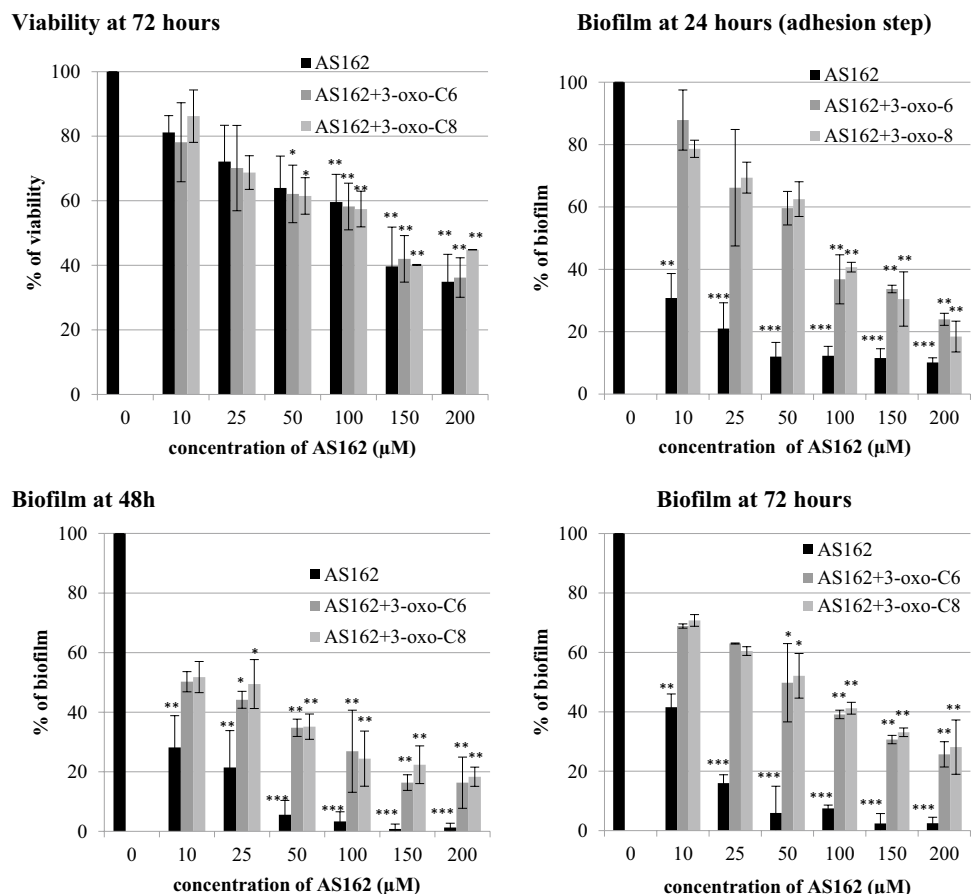 Viability at 72 hours
100
80
60
40
20
0
% of viability
AS162
AS162+3-oxo-C6
AS162+3-oxo-C8
*
*
**
**
**
**
**
**
**
**
**
0 10 25 50 100 150 200
concentration of AS162 (µM)
Biofilm at 24 hours (adhesion step)
100
80
60
40
20
0
% of biofilm
AS162
AS162+3-oxo-6
AS162+3-oxo-8
**
***
***
***
**
**
***
**
**
***
**
**
0 10 25 50 100 150 200
concentration of AS162 (µM)
Biofilm at 48h
100
80
60
40
20
0
% of biofilm
AS162
AS162+3-oxo-C6
AS162+3-oxo-C8
**
**
*
*
***
**
**
***
**
**
***
**
**
***
**
**
0 10 25 50 100 150 200
concentration of AS162 (µM)
Biofilm at 72 hours
100
80
60
40
20
0
% of biofilm
AS162
AS162+3-oxo-C6
AS162+3-oxo-C8
**
***
***
*
*
***
**
**
***
**
**
***
**
**
0 10 25 50 100 150 200
concentration of AS162 (µM)